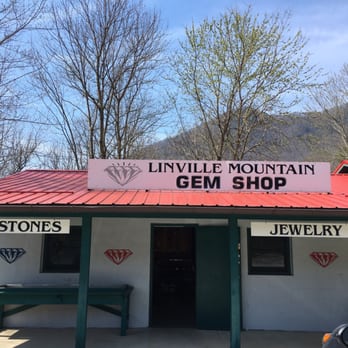 LINVILLE MOUNTAIN
GEM SHOP
STONES
JEWELRY